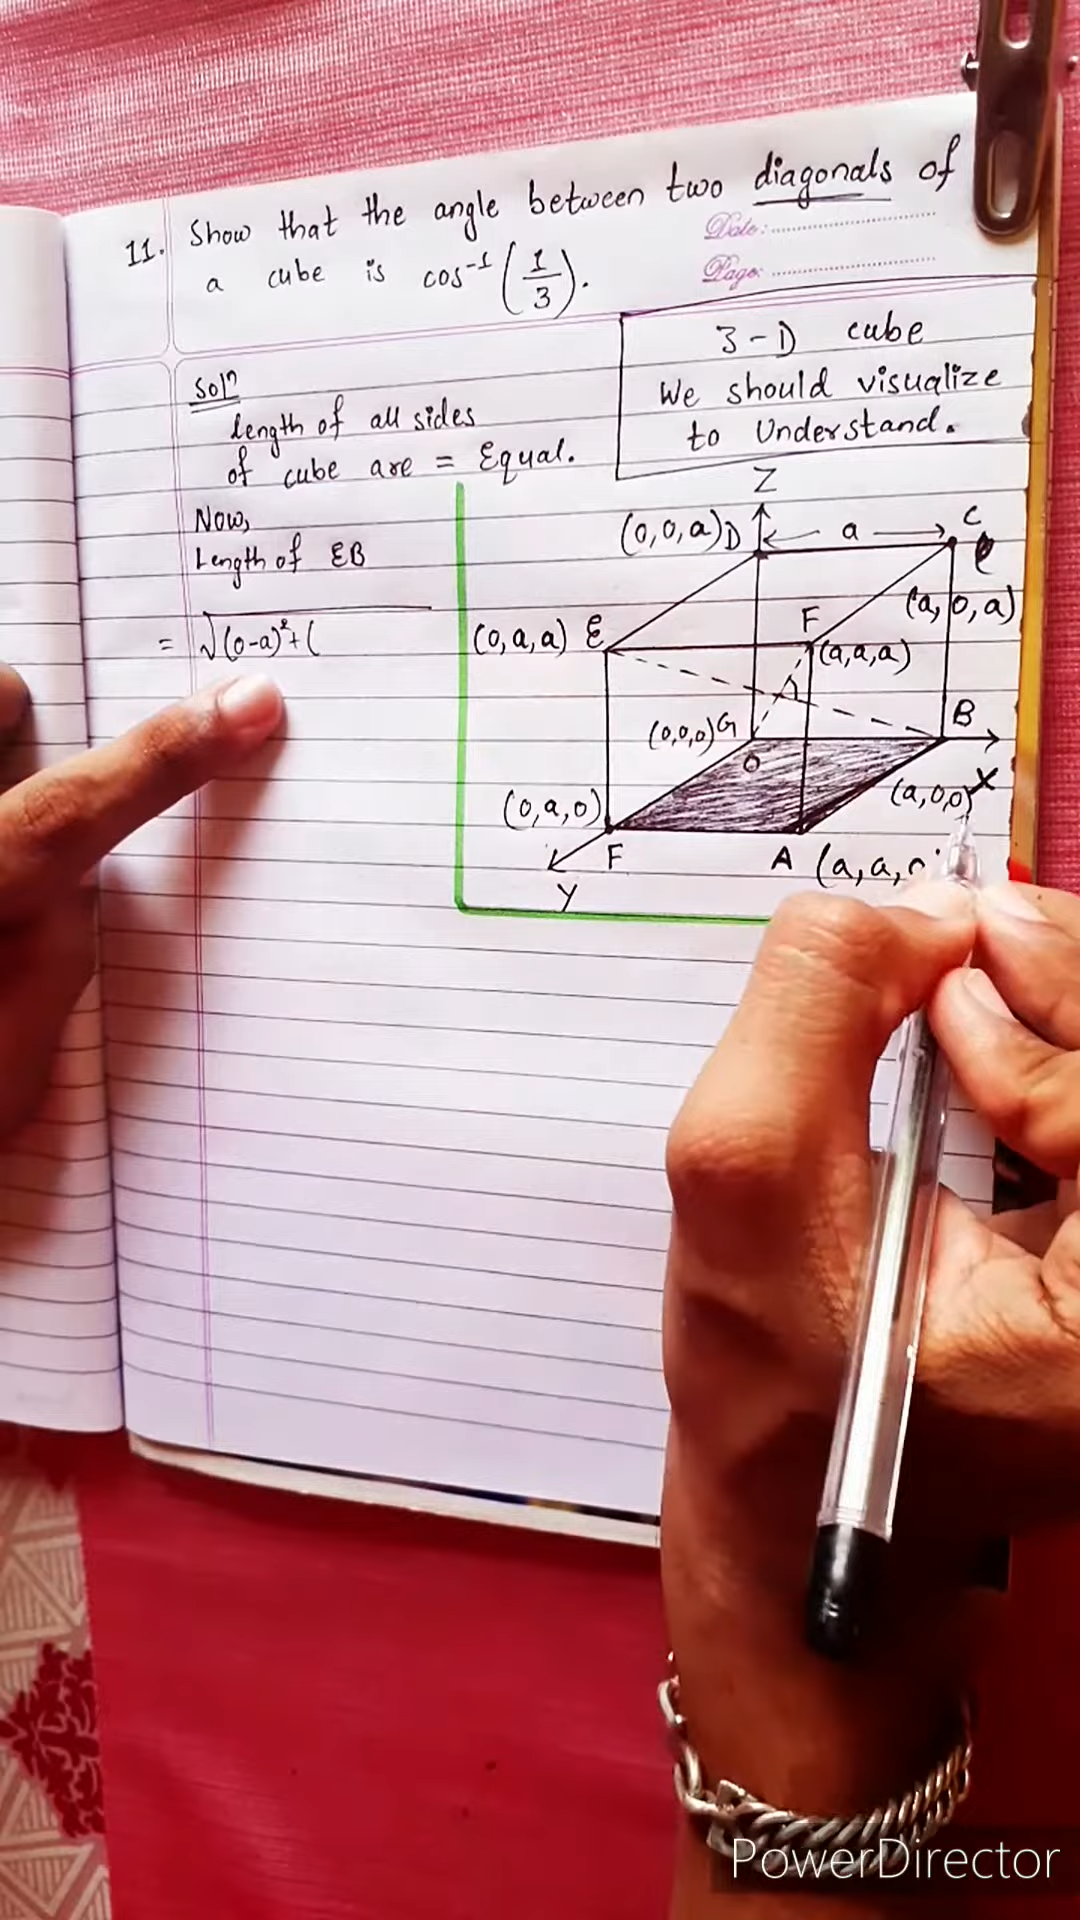 11. Show that the angle between two diagonals of
a cube is cos⁻¹(1/3).
Date:
Page:
3-D cube
We should visualize
to Understand.
Solⁿ
length of all sides
of cube are = Equal.
Now,
Length of EB
= √(0-a)²+(
Z
(0,0,a) D
a
C
(a,0,a)
(0,a,a) E
F
(a,a,a)
(0,0,0) G
O
B
X
(a,0,0)
(0,a,0)
F
A (a,a,
Y
PowerDirector